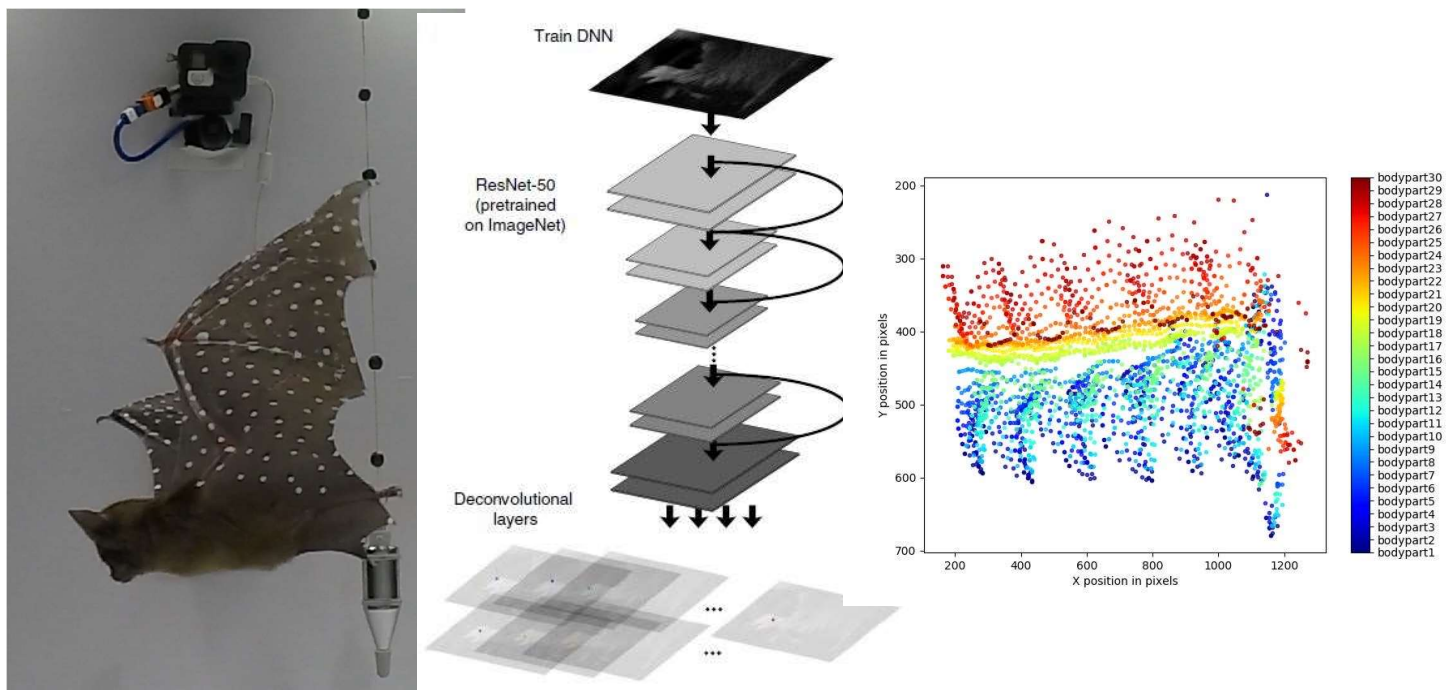 Train DNN
ResNet-50
(pretrained
on ImageNet)
Deconvolutional
layers
200
300
400
500
600
700
Y position in pixels
200
400
600
800
1000
1200
X position in pixels
bodypart30
bodypart29
bodypart28
bodypart27
bodypart26
bodypart25
bodypart24
bodypart23
bodypart22
bodypart21
bodypart20
bodypart19
bodypart18
bodypart17
bodypart16
bodypart15
bodypart14
bodypart13
bodypart12
bodypart11
bodypart10
bodypart9
bodypart8
bodypart7
bodypart6
bodypart5
bodypart4
bodypart3
bodypart2
bodypart1